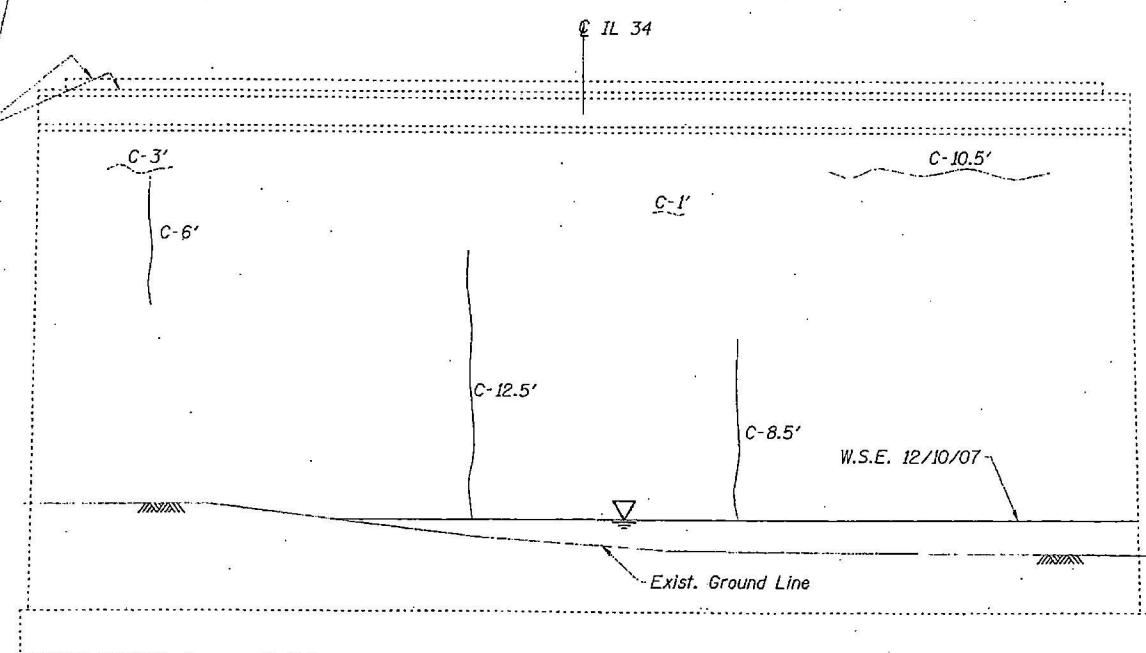 ℄ IL 34
C-3'
C-10.5'
C-1'
C-6'
C-12.5'
C-8.5'
W.S.E. 12/10/07
Exist. Ground Line